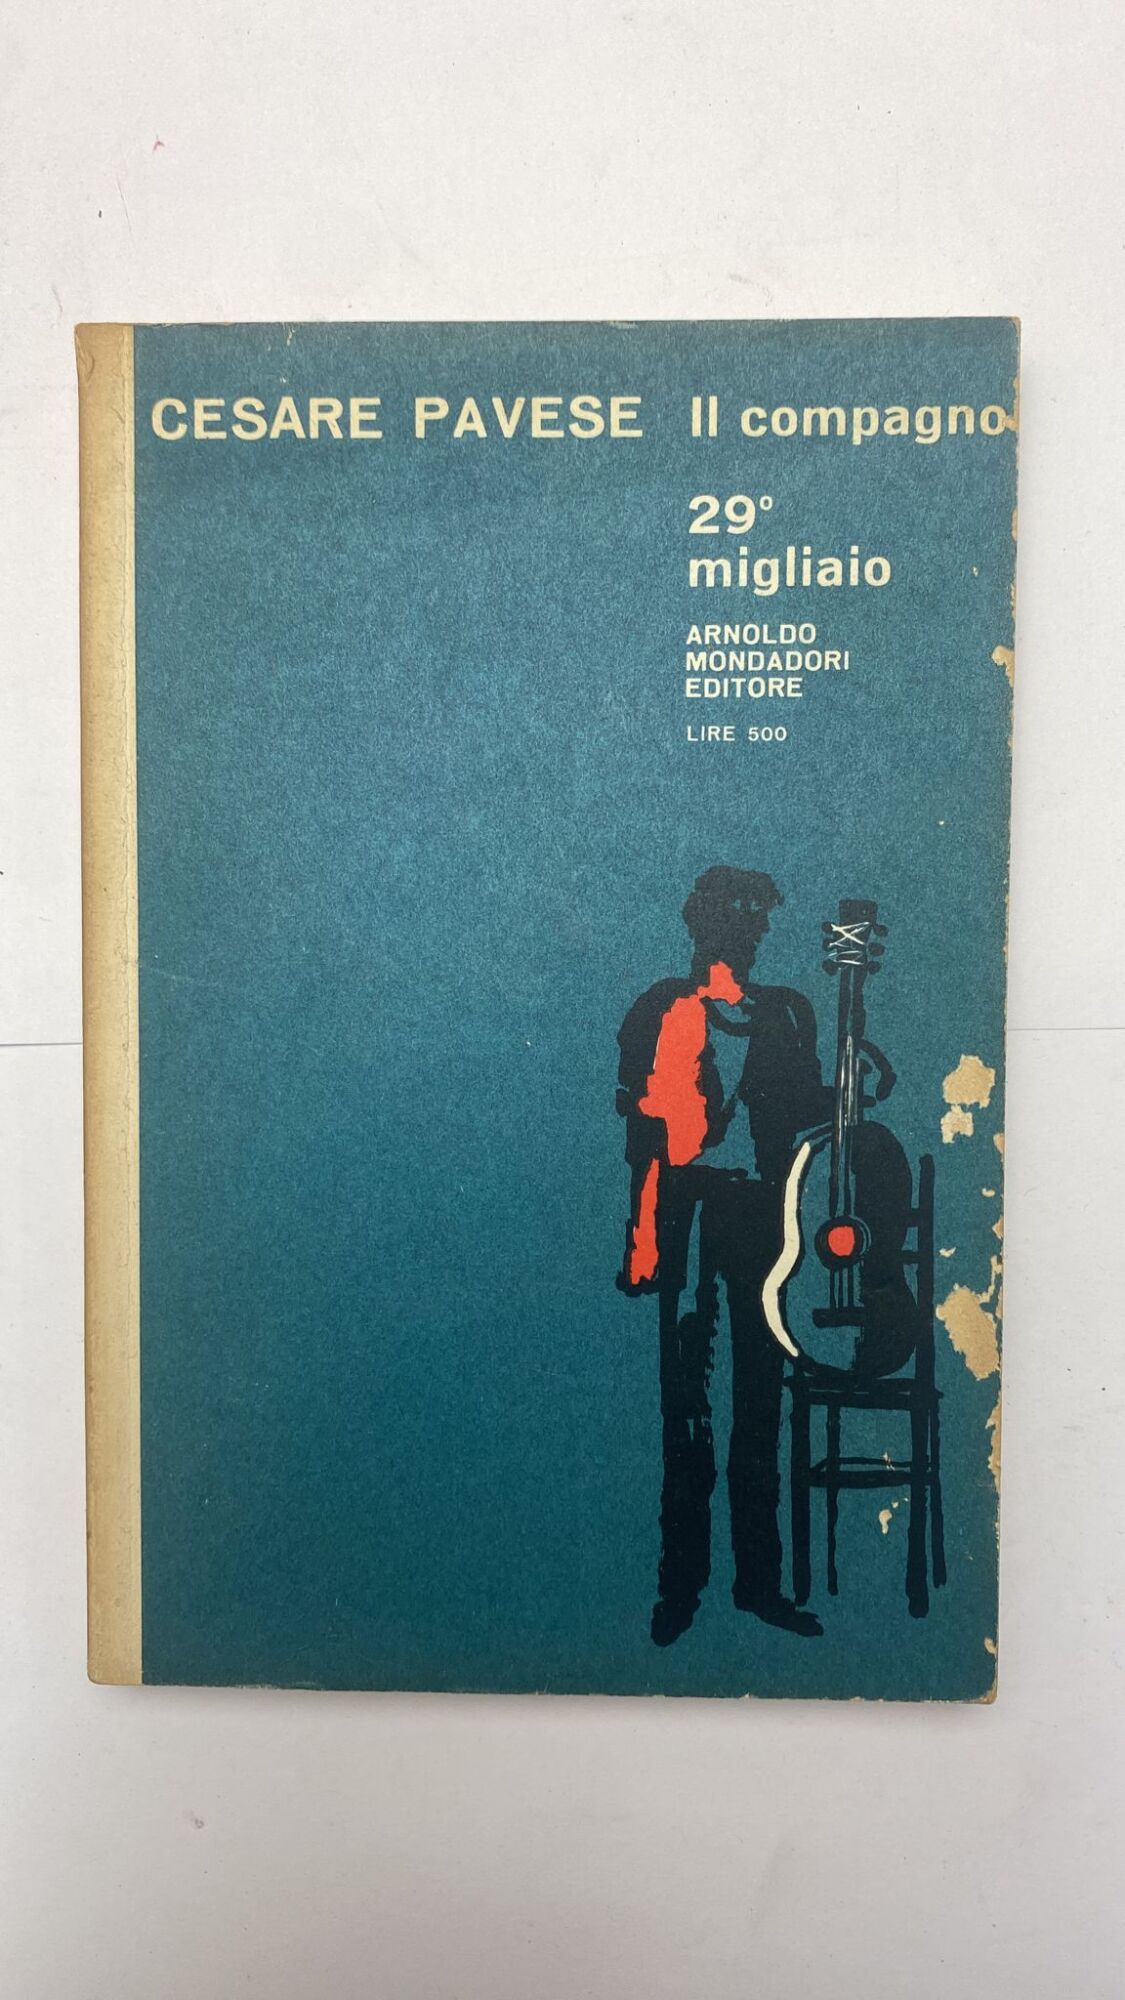 CESARE PAVESE Il compagno
29°
migliaio
ARNOLDO
MONDADORI
EDITORE
LIRE 500